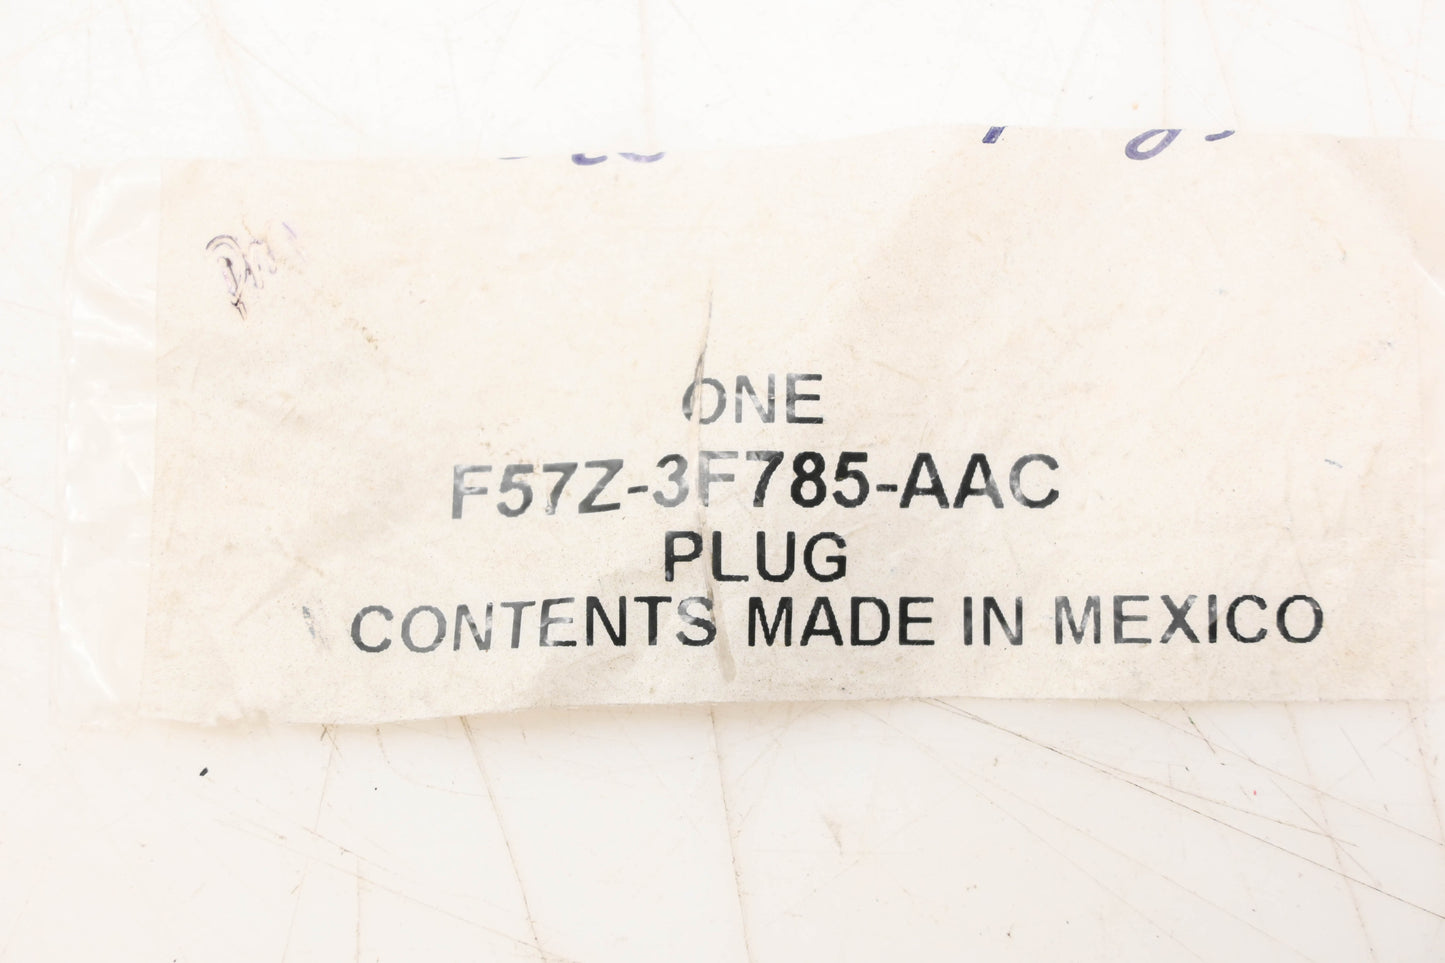 ONE
F57Z-3F785-AAC
PLUG
CONTENTS MADE IN MEXICO